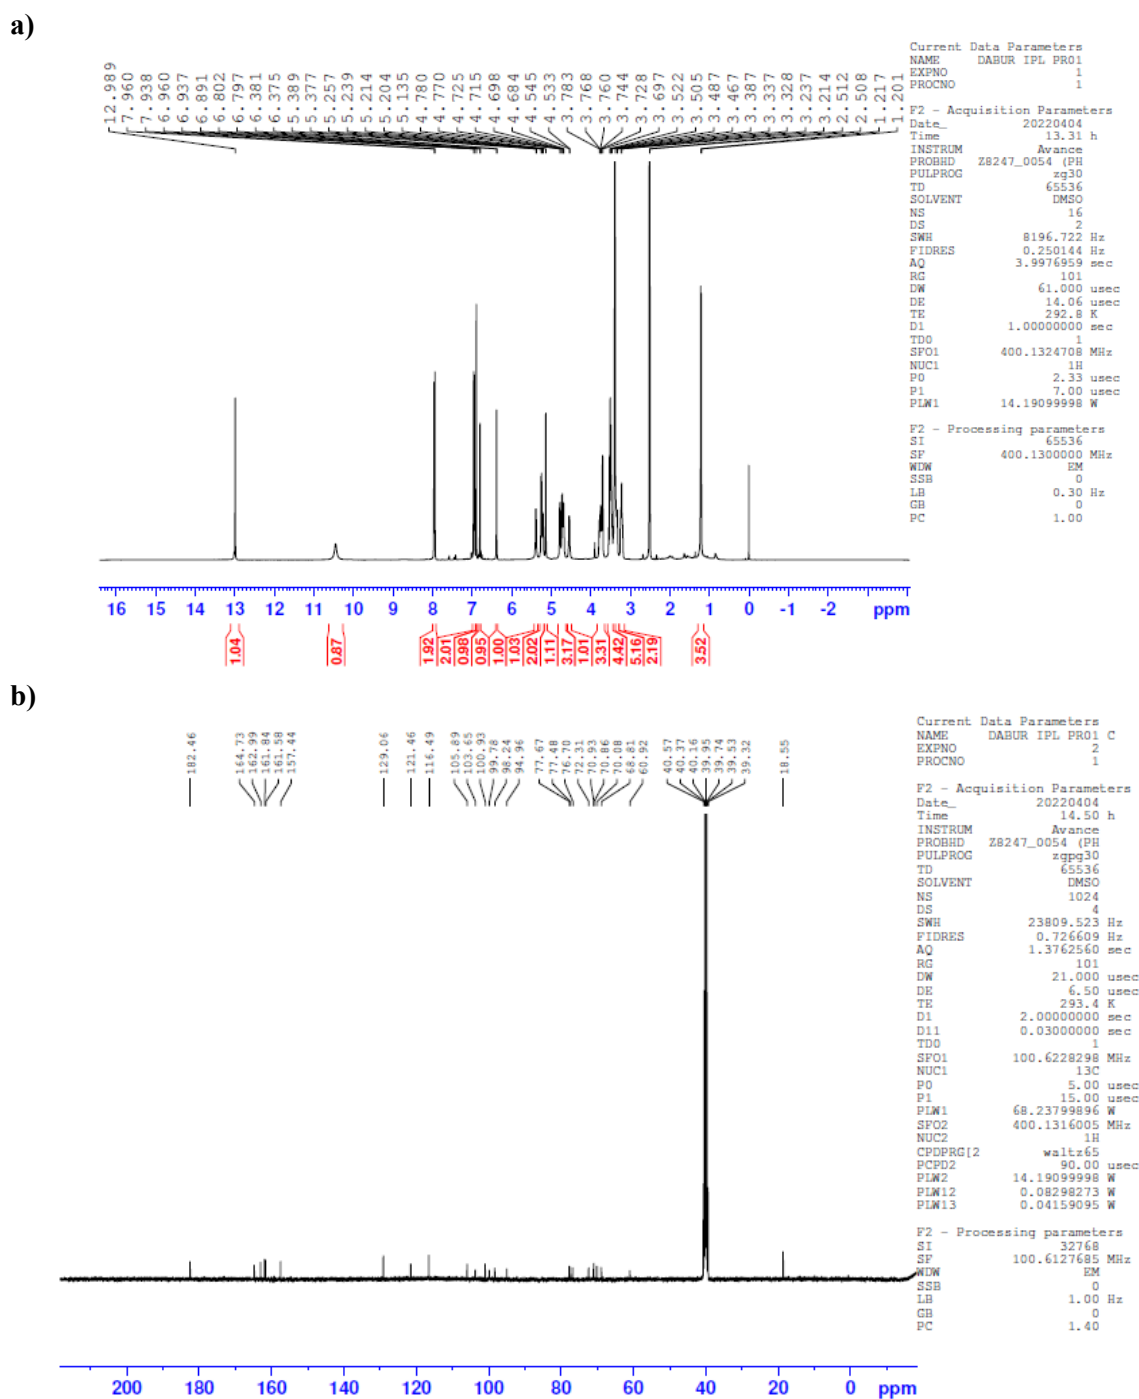 a)
12.989
7.960
7.938
6.960
6.937
6.891
6.802
6.797
6.381
6.375
5.389
5.377
5.257
5.239
5.214
5.204
5.135
4.780
4.770
4.725
4.715
4.698
4.684
4.545
4.533
3.783
3.768
3.760
3.744
3.728
3.697
3.522
3.505
3.487
3.467
3.387
3.337
3.328
3.237
3.214
2.512
2.508
1.217
1.201
Current Data Parameters
NAME DABUR IPL PR01
EXPNO 1
PROCNO 1
F2 - Acquisition Parameters
Date_ 20220404
Time 13.31 h
INSTRUM Avance
PROBHD Z8247_0054 (PH
PULPROG zg30
TD 65536
SOLVENT DMSO
NS 16
DS 2
SWH 8196.722 Hz
FIDRES 0.250144 Hz
AQ 3.9976959 sec
RG 101
DW 61.000 usec
DE 14.06 usec
TE 292.8 K
D1 1.00000000 sec
TD0 1
SFO1 400.1324708 MHz
NUC1 1H
P0 2.33 usec
P1 7.00 usec
PLW1 14.19099998 W
F2 - Processing parameters
SI 65536
SF 400.1300000 MHz
WDW EM
SSB 0
LB 0.30 Hz
GB 0
PC 1.00
16 15 14 13 12 11 10 9 8 7 6 5 4 3 2 1 0 -1 -2 ppm
1.04
0.87
1.92
2.01
0.98
0.95
1.00
1.03
2.02
1.11
3.17
1.01
3.31
4.42
5.16
2.19
3.52
b)
182.46
164.73
162.99
161.84
161.58
157.44
129.06
121.46
116.49
105.89
103.65
100.93
99.78
98.24
94.96
77.67
77.48
76.70
72.31
70.93
70.86
70.08
68.81
60.92
40.57
40.37
40.16
39.95
39.74
39.53
39.32
18.55
Current Data Parameters
NAME DABUR IPL PR01 C
EXPNO 2
PROCNO 1
F2 - Acquisition Parameters
Date_ 20220404
Time 14.50 h
INSTRUM Avance
PROBHD Z8247_0054 (PH
PULPROG zgpg30
TD 65536
SOLVENT DMSO
NS 1024
DS 4
SWH 23809.523 Hz
FIDRES 0.726609 Hz
AQ 1.3762560 sec
RG 101
DW 21.000 usec
DE 6.50 usec
TE 293.4 K
D1 2.00000000 sec
D11 0.03000000 sec
TD0 1
SFO1 100.6228298 MHz
NUC1 13C
P0 5.00 usec
P1 15.00 usec
PLW1 68.23799896 W
SFO2 400.1316005 MHz
NUC2 1H
CPDPRG[2 waltz65
PCPD2 90.00 usec
PLW2 14.19099998 W
PLW12 0.08298273 W
PLW13 0.04159095 W
F2 - Processing parameters
SI 32768
SF 100.6127685 MHz
WDW EM
SSB 0
LB 1.00 Hz
GB 0
PC 1.40
200 180 160 140 120 100 80 60 40 20 0 ppm